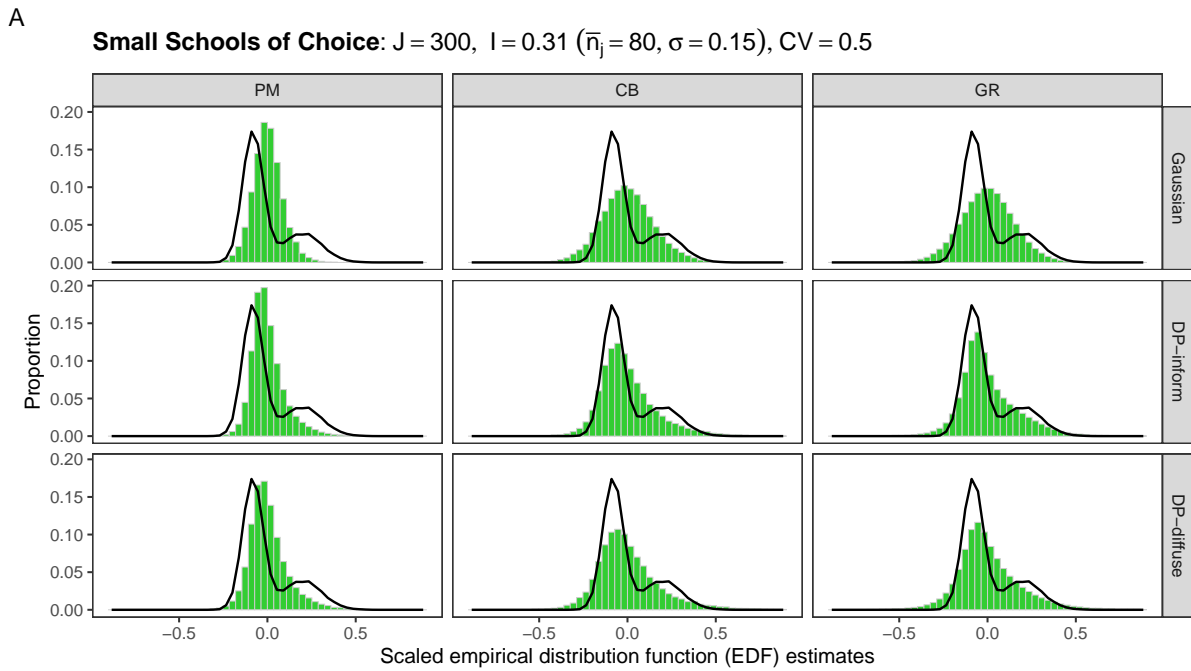 A
Small Schools of Choice: J = 300, I = 0.31 (n̄j = 80, σ = 0.15), CV = 0.5
PM CB GR
0.20
0.15
0.10
0.05
0.00
Gaussian
0.20
0.15
0.10
0.05
0.00
DP−inform
0.20
0.15
0.10
0.05
0.00
DP−diffuse
Proportion
−0.5 0.0 0.5 −0.5 0.0 0.5 −0.5 0.0 0.5
Scaled empirical distribution function (EDF) estimates